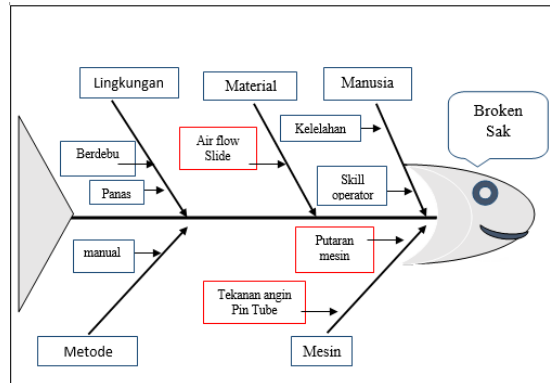 Lingkungan
Material
Manusia
Broken
Sak
Kelelahan
Air flow
Slide
Berdebu
Panas
Skill
operator
manual
Putaran
mesin
Tekanan angin
Pin Tube
Metode
Mesin